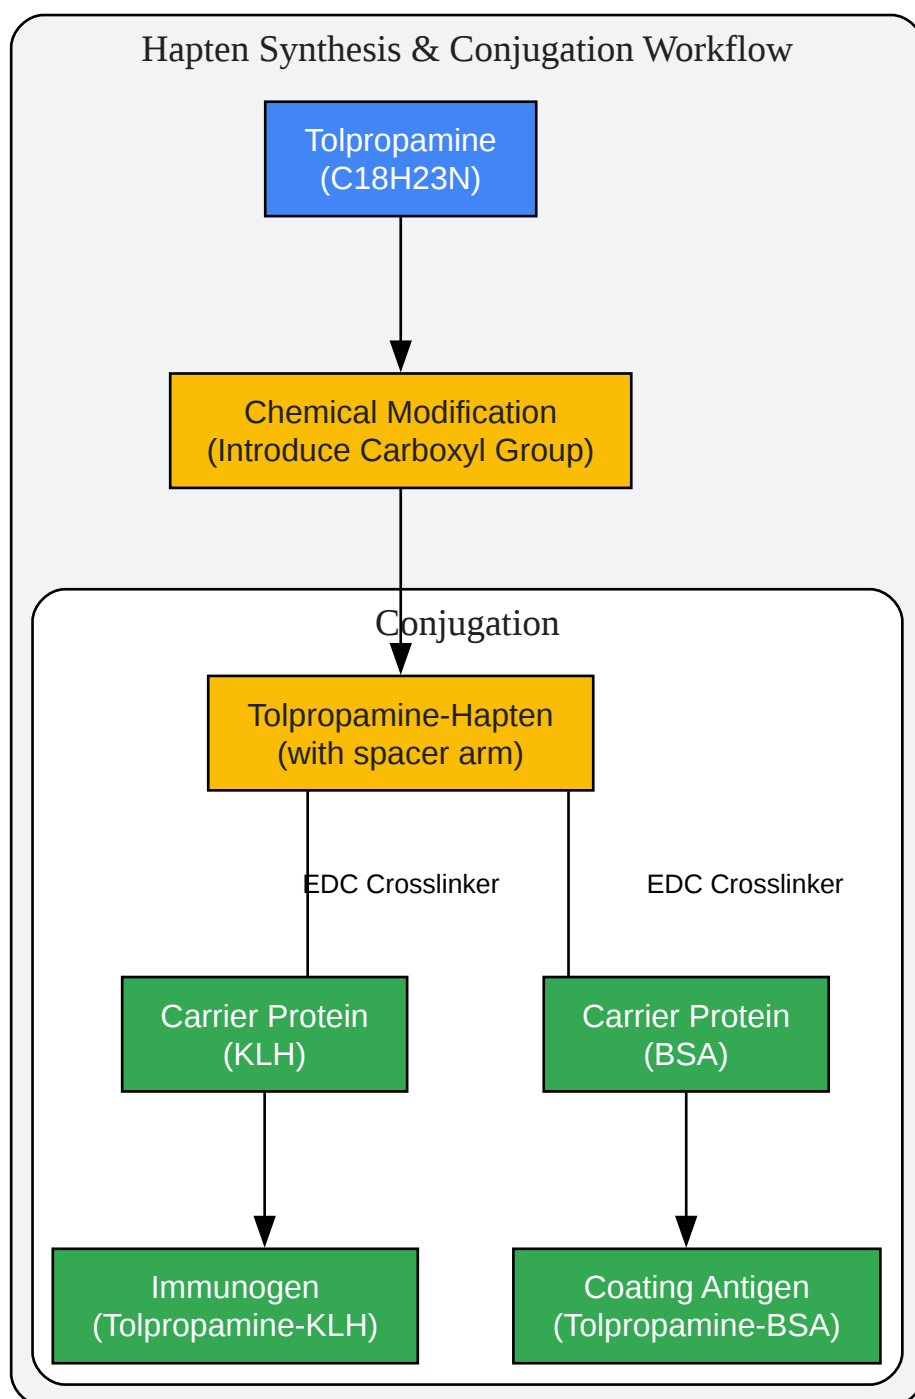 Hapten Synthesis & Conjugation Workflow
Tolpropamine
(C18H23N)
Chemical Modification
(Introduce Carboxyl Group)
Conjugation
Tolpropamine-Hapten
(with spacer arm)
EDC Crosslinker
EDC Crosslinker
Carrier Protein
(KLH)
Carrier Protein
(BSA)
Immunogen
(Tolpropamine-KLH)
Coating Antigen
(Tolpropamine-BSA)